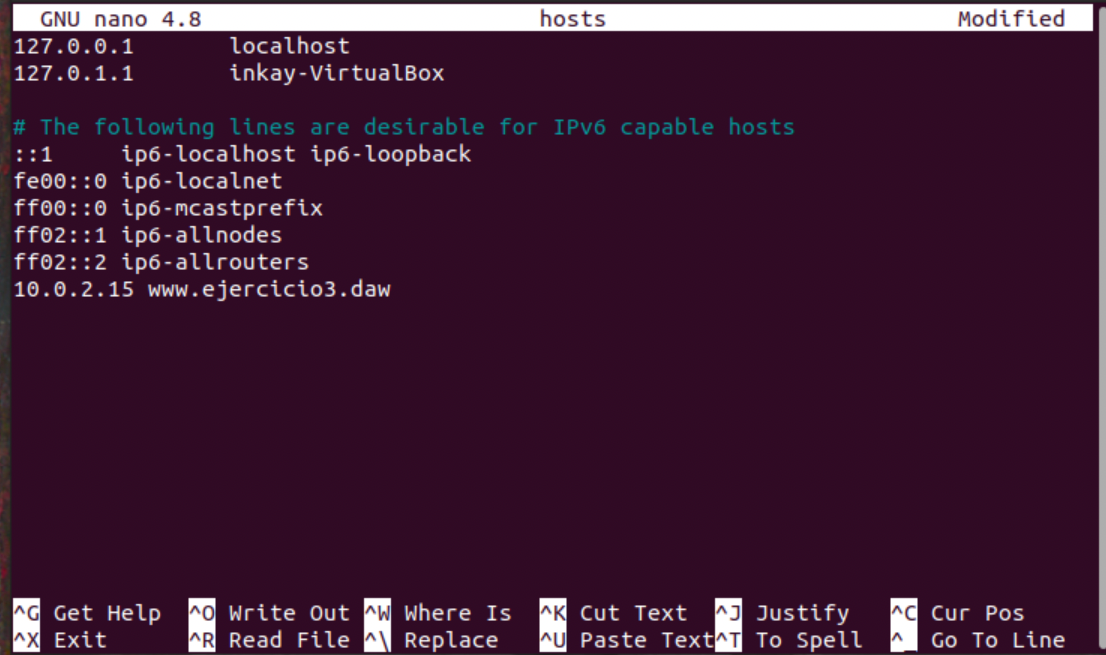 GNU nano 4.8 hosts Modified
127.0.0.1 localhost
127.0.1.1 inkay-VirtualBox
# The following lines are desirable for IPv6 capable hosts
::1 ip6-localhost ip6-loopback
fe00::0 ip6-localnet
ff00::0 ip6-mcastprefix
ff02::1 ip6-allnodes
ff02::2 ip6-allrouters
10.0.2.15 www.ejercicio3.daw
^G Get Help ^O Write Out ^W Where Is ^K Cut Text ^J Justify ^C Cur Pos
^X Exit ^R Read File ^\ Replace ^U Paste Text ^T To Spell ^_ Go To Line